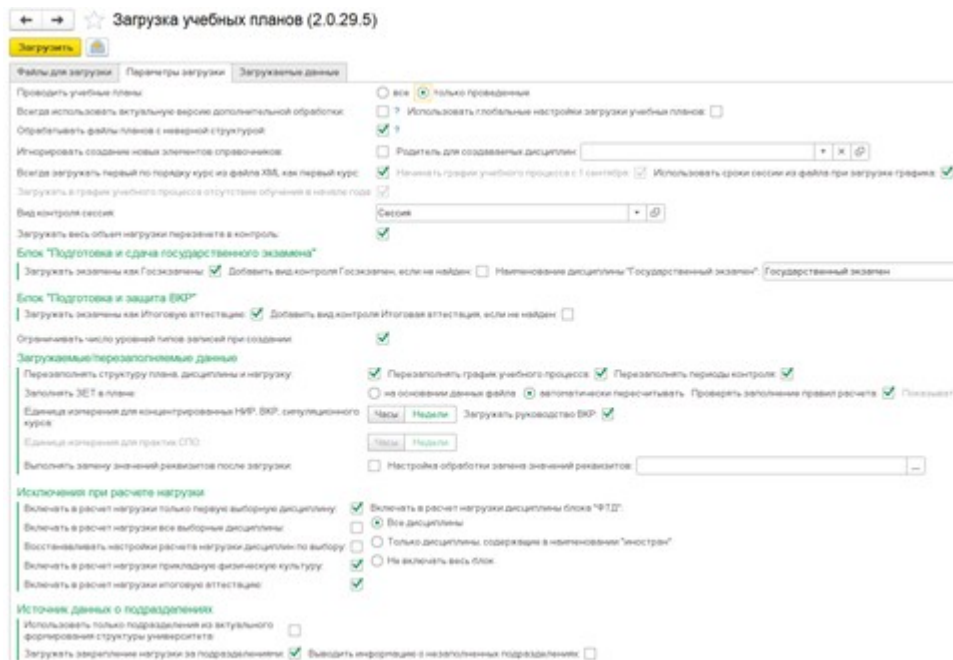 Загрузка учебных планов (2.0.29.5)
Загрузить
Файлы для загрузки Параметры загрузки Загружаемые данные
Проводить учебные планы: все только проведенные
Всегда использовать актуальную версию дополнительной обработки: ? Использовать глобальные настройки загрузки учебных планов:
Обрабатывать файлы планов с неверной структурой: ?
Игнорировать создание новых элементов справочников: Родитель для создаваемых дисциплин:
Всегда загружать первый по порядку курс из файла XML как первый курс: Начинать график учебного процесса с 1 сентября: Использовать сроки сессии из файла при загрузке графика:
Загружать в график учебного процесса отсутствие обучения в начале года:
Вид контроля сессия: Сессия
Загружать весь объем нагрузки перезачета в контроль:
Блок "Подготовка и сдача государственного экзамена"
Загружать экзамены как Госэкзамены: Добавить вид контроля Госэкзамен, если не найден: Наименование дисциплины "Государственный экзамен": Государственный экзамен
Блок "Подготовка и защита ВКР"
Загружать экзамены как Итоговую аттестацию: Добавить вид контроля Итоговая аттестация, если не найден:
Ограничивать число уровней типов записей при создании:
Загружаемые/перезаполняемые данные
Перезаполнять структуру плана, дисциплины и нагрузку: Перезаполнять график учебного процесса: Перезаполнять периоды контроля:
Заполнять ЗЕТ в плане: на основании данных файла автоматически пересчитывать Проверять заполнение правил расчета: Показывать
Единица измерения для концентрированных НИР, ВКР, симуляционного Часы Недели Загружать руководство ВКР:
курса:
Единица измерения для практик СПО: Часы Недели
Выполнять замену значений реквизитов после загрузки: Настройка обработки замена значений реквизитов: ...
Исключения при расчете нагрузки
Включать в расчет нагрузки только первую выборную дисциплину: Включать в расчет нагрузки дисциплины блока "ФТД":
Включать в расчет нагрузки все выборные дисциплины: Все дисциплины
Восстанавливать настройки расчета нагрузки дисциплин по выбору: Только дисциплины, содержащие в наименовании "иностран"
Включать в расчет нагрузки прикладную физическую культуру: Не включать весь блок
Включать в расчет нагрузки итоговую аттестацию:
Источник данных о подразделениях
Использовать только подразделения из актуального
формирования структуры университета:
Загружать закрепление нагрузки за подразделениями: Выводить информацию о незаполненных подразделениях: